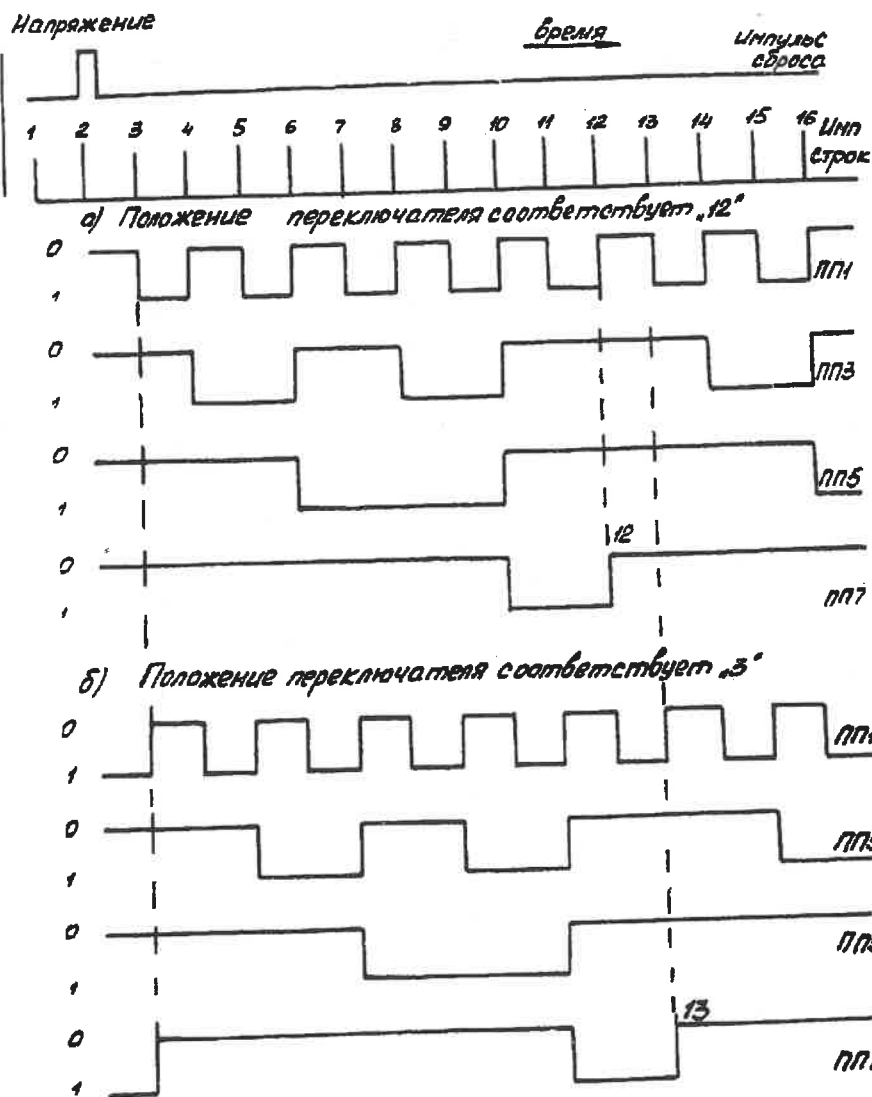 Напряжение
время
Импульс
сброса
1 2 3 4 5 6 7 8 9 10 11 12 13 14 15 16 Имп
строк
а) Положение переключателя соответствует „12"
0
1
ПП1
0
1
ПП3
0
1
ПП5
12
0
1
ПП7
б) Положение переключателя соответствует „3"
0
1
0
1
0
1
13
0
1